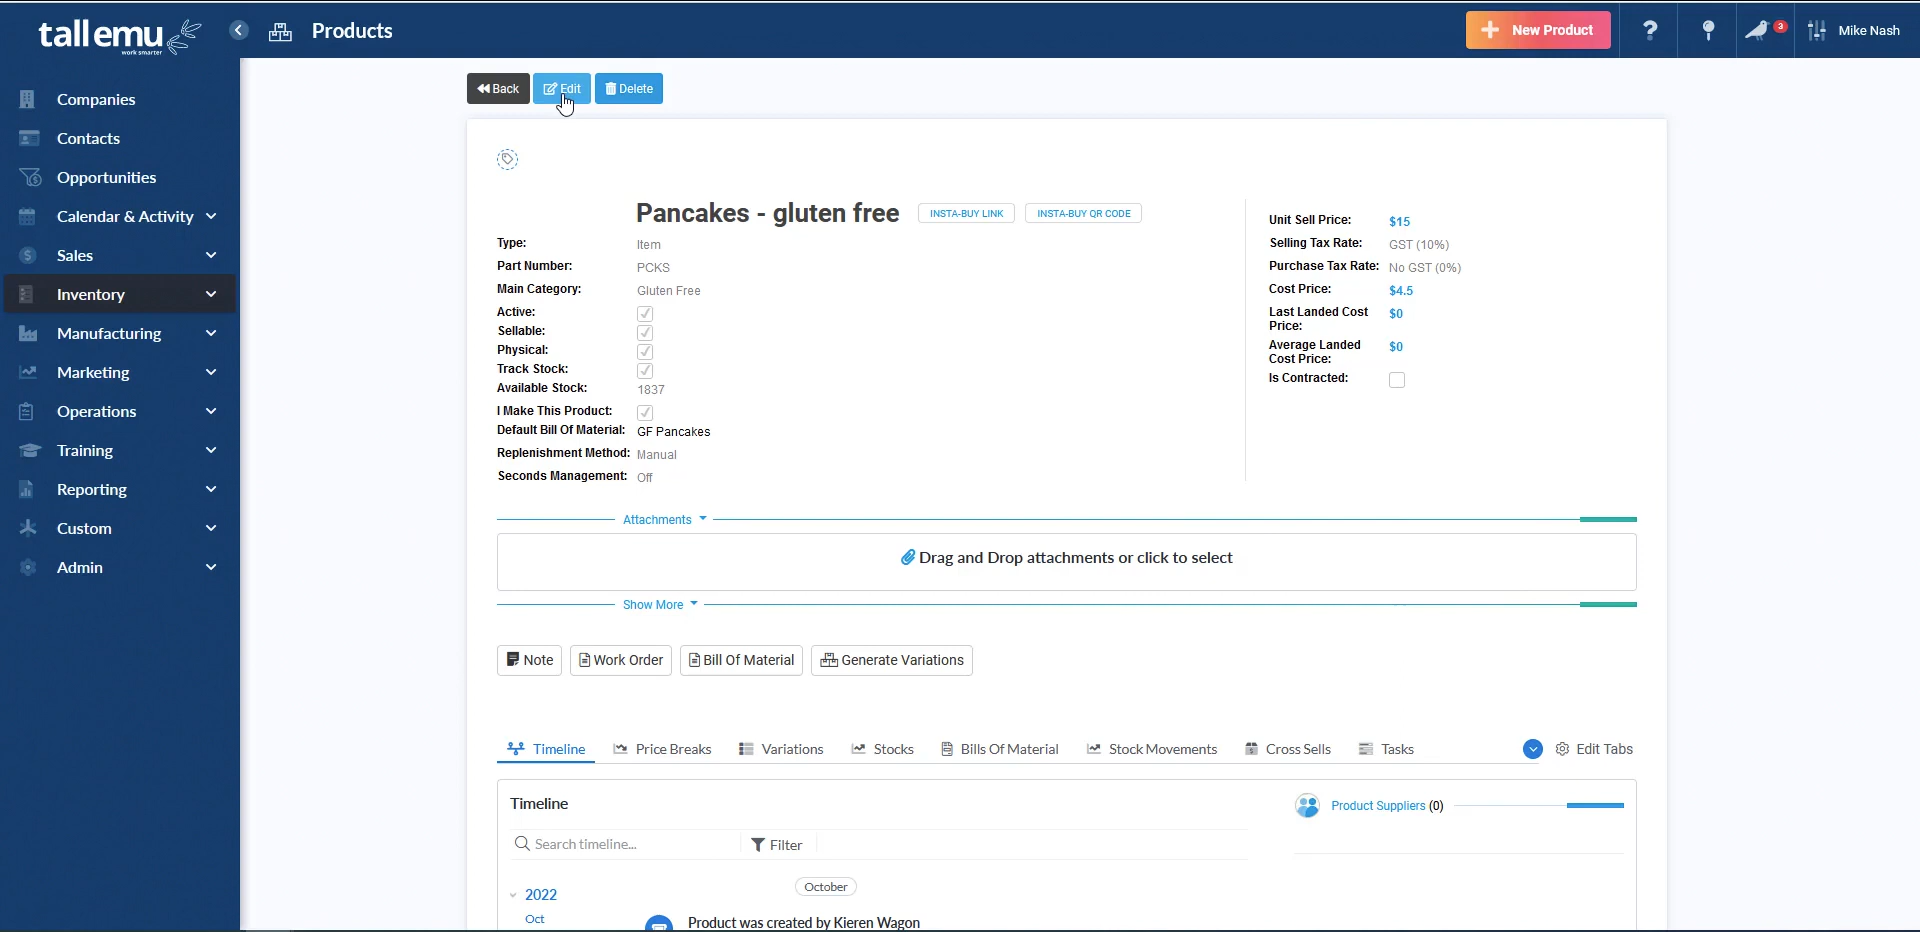 tall emu
work smarter
Products
New Product
?
3
Mike Nash
Companies
Contacts
Opportunities
Calendar & Activity
Sales
Inventory
Manufacturing
Marketing
Operations
Training
Reporting
Custom
Admin
Back
Edit
Delete
Pancakes - gluten free
INSTA-BUY LINK
INSTA-BUY QR CODE
Type: Item
Part Number: PCKS
Main Category: Gluten Free
Active:
Sellable:
Physical:
Track Stock:
Available Stock: 1837
I Make This Product:
Default Bill Of Material: GF Pancakes
Replenishment Method: Manual
Seconds Management: Off
Unit Sell Price: $15
Selling Tax Rate: GST (10%)
Purchase Tax Rate: No GST (0%)
Cost Price: $4.5
Last Landed Cost $0
Price:
Average Landed $0
Cost Price:
Is Contracted:
Attachments
Drag and Drop attachments or click to select
Show More
Note
Work Order
Bill Of Material
Generate Variations
Timeline
Price Breaks
Variations
Stocks
Bills Of Material
Stock Movements
Cross Sells
Tasks
Edit Tabs
Timeline
Search timeline...
Filter
Product Suppliers (0)
2022
October
Oct
Product was created by Kieren Wagon